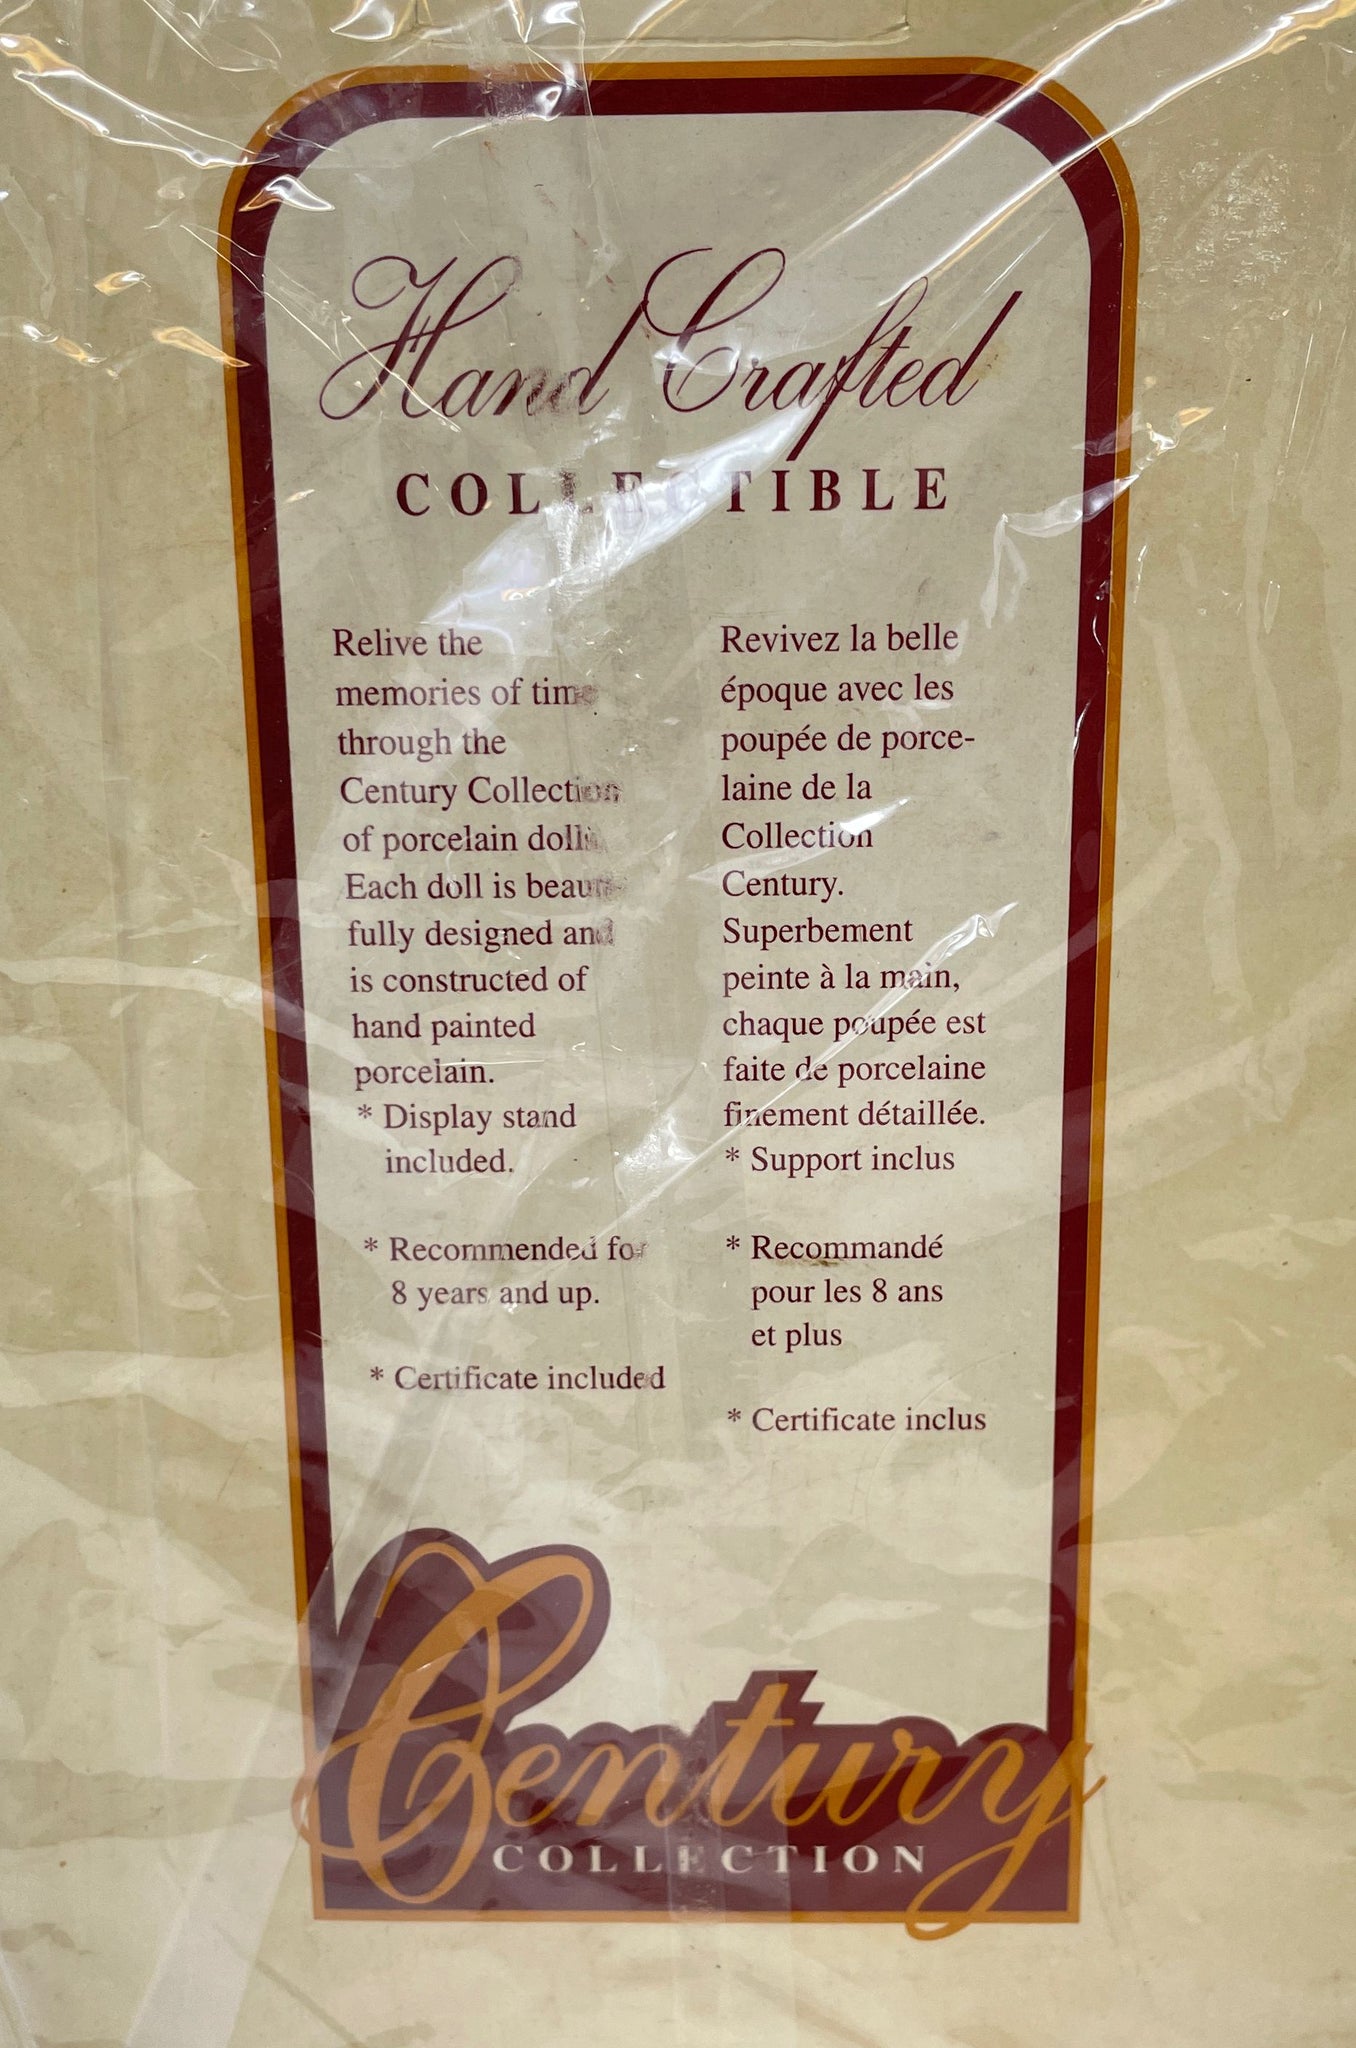 Hand Crafted
COLLECTIBLE
Relive the
memories of time
through the
Century Collection
of porcelain dolls.
Each doll is beauti-
fully designed and
is constructed of
hand painted
porcelain.
* Display stand
included.
* Recommended for
8 years and up.
* Certificate included
Revivez la belle
époque avec les
poupée de porce-
laine de la
Collection
Century.
Superbement
peinte à la main,
chaque poupée est
faite de porcelaine
finement détaillée.
* Support inclus
* Recommandé
pour les 8 ans
et plus
* Certificate inclus
Century
COLLECTION